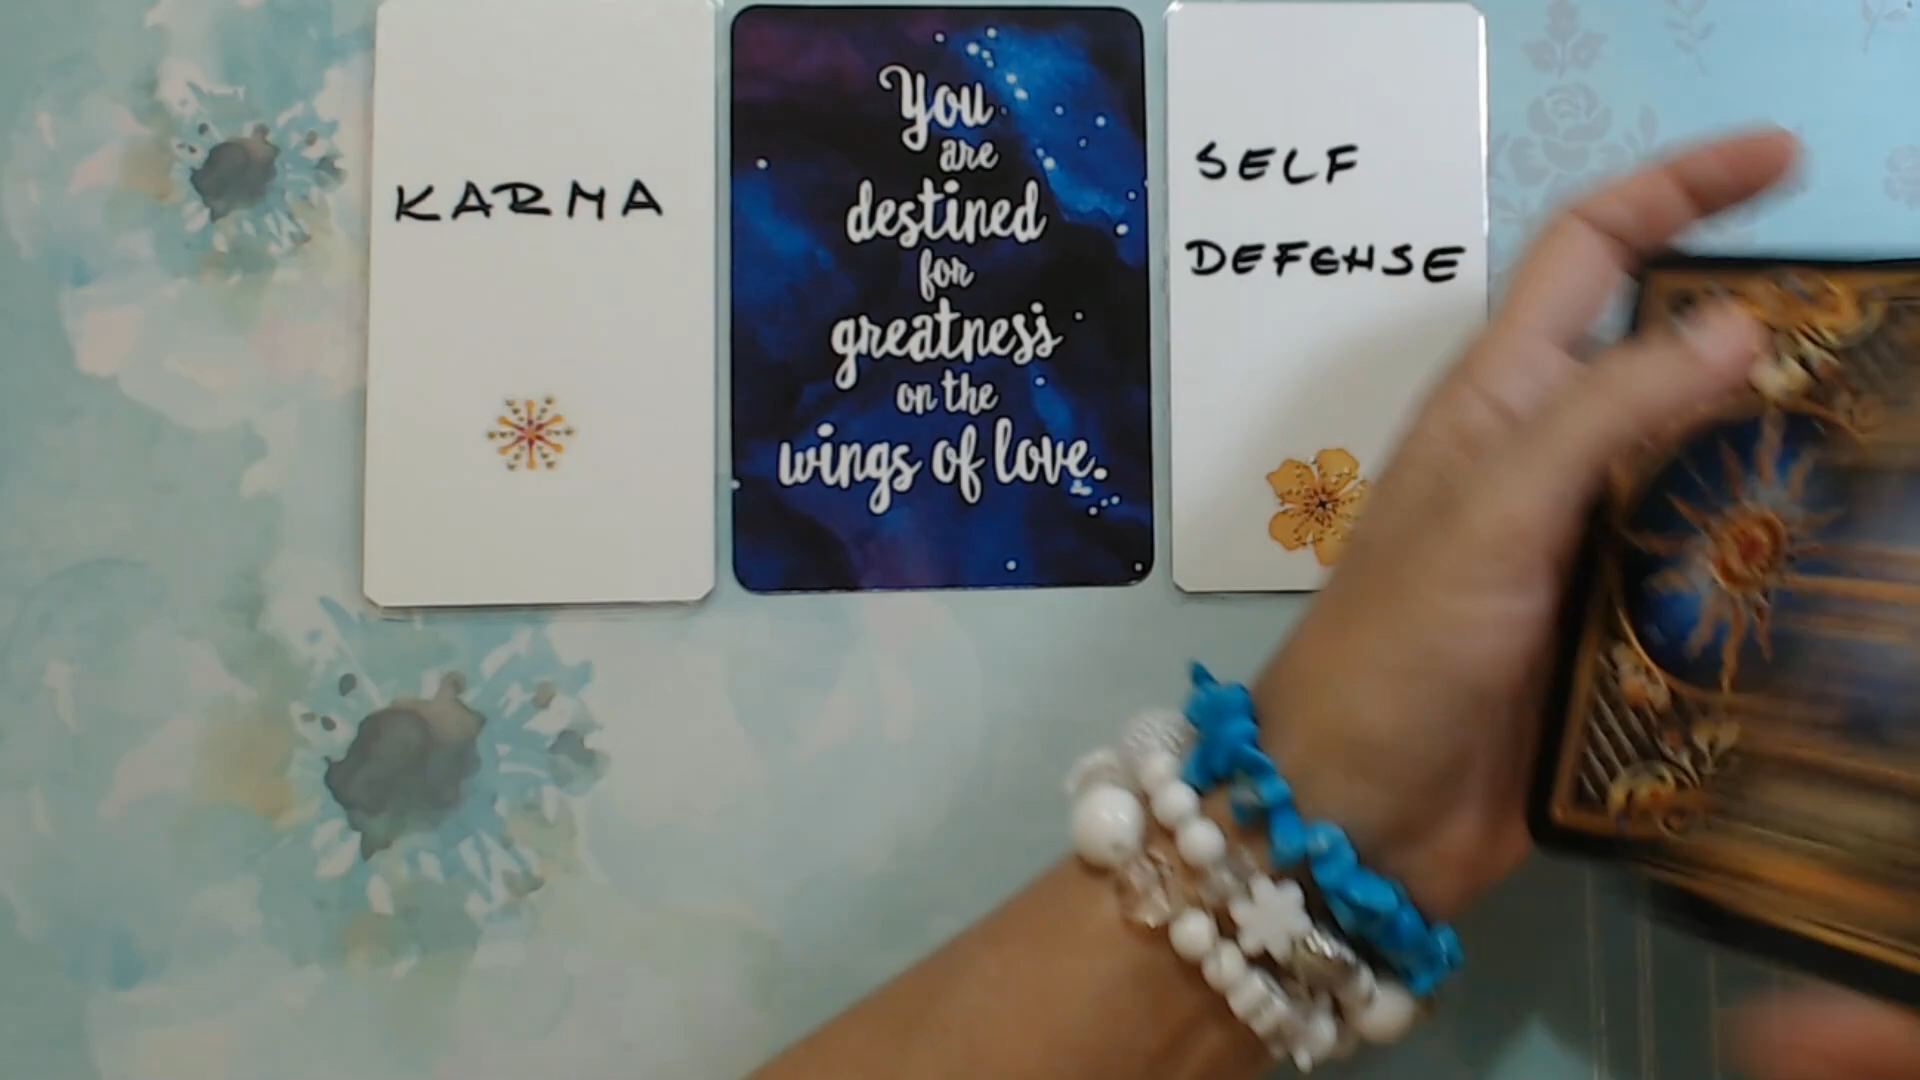 KARMA
You
are
destined
for
greatness
on the
wings of love.
SELF
DEFENSE